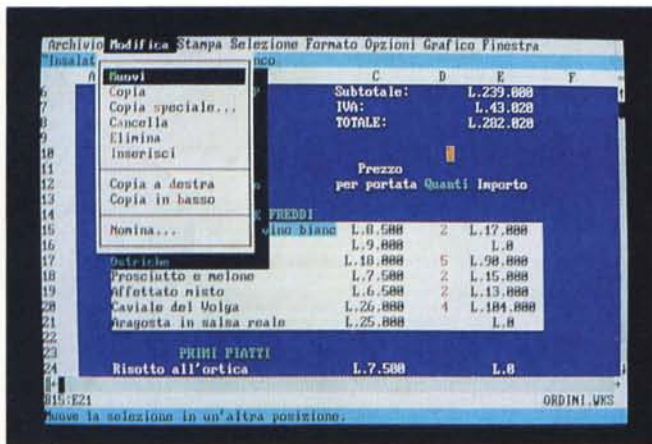 Archivio Modifica Stampa Selezione Formato Opzioni Grafico Finestra
"Insalat nco
A C D E F
Muovi
6 Copia P Subtotale: L.239.000
7 Copia speciale... IVA: L.43.020
8 Cancella TOTALE: L.282.020
9 Elimina
10 Inserisci
11 Prezzo
12 Copia a destra per portata Quanti Importo
13 Copia in basso
14 E FREDDI
15 Nomina... vino bianc L.8.500 2 L.17.000
16 L.9.000 L.0
17 Ostriche L.18.000 5 L.90.000
18 Prosciutto e melone L.7.500 2 L.15.000
19 Affettato misto L.6.500 2 L.13.000
20 Caviale del Volga L.26.000 4 L.104.000
21 Aragosta in salsa reale L.25.000 L.0
22
23 PRIMI PIATTI
24 Risotto all'ortica L.7.500 L.0
B15:E21 ORDINI.WKS
Muove la selezione in un'altra posizione.